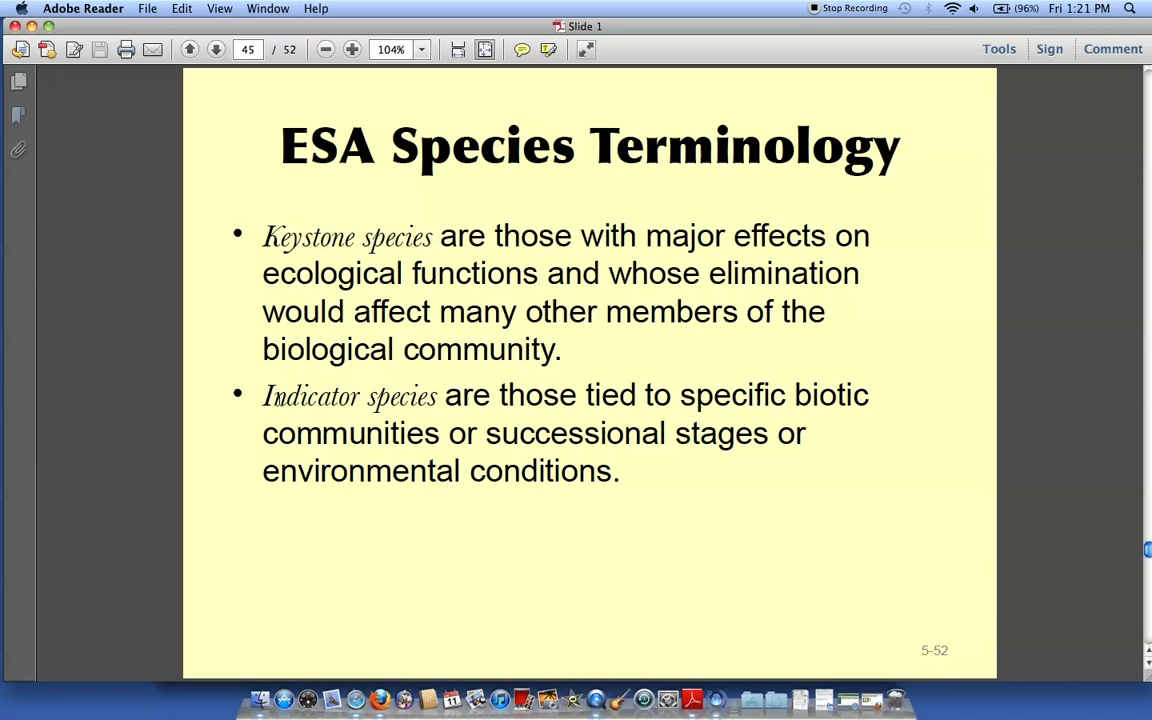 Adobe Reader File Edit View Window Help Stop Recording (96%) Fri 1:21 PM
Slide 1
45 / 52 104% Tools Sign Comment
ESA Species Terminology
• Keystone species are those with major effects on
ecological functions and whose elimination
would affect many other members of the
biological community.
• Indicator species are those tied to specific biotic
communities or successional stages or
environmental conditions.
5-52
11